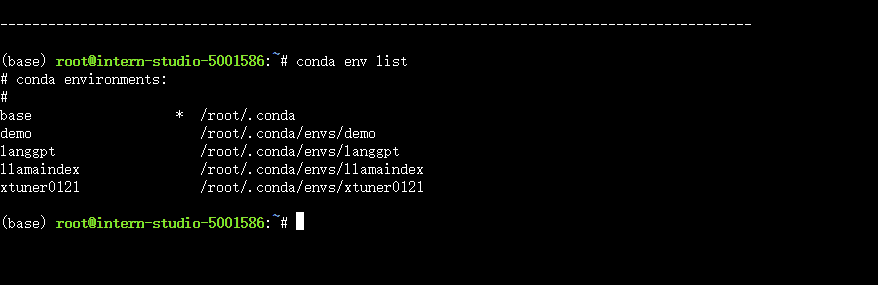 --------------------------------------------------------------------------------------------
(base) root@intern-studio-5001586:~# conda env list
# conda environments:
#
base                  *  /root/.conda
demo                     /root/.conda/envs/demo
langgpt                  /root/.conda/envs/langgpt
llamaindex               /root/.conda/envs/llamaindex
xtuner0121               /root/.conda/envs/xtuner0121
(base) root@intern-studio-5001586:~#